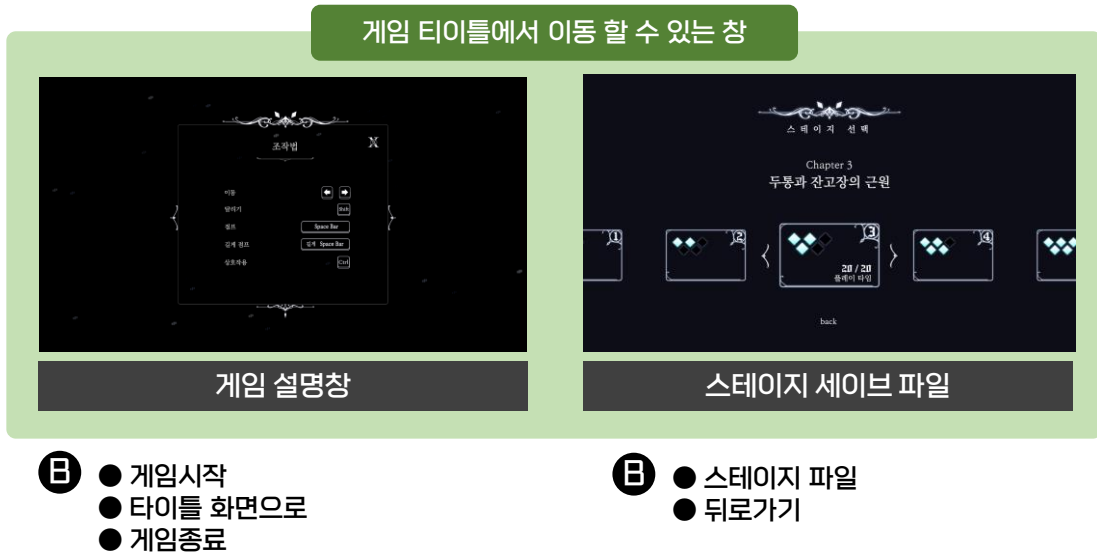 게임 티이틀에서 이동 할 수 있는 창
조작법
X
이동
달리기
Shift
점프
Space Bar
길게 점프
길게 Space Bar
상호작용
Ctrl
게임 설명창
스테이지 선택
Chapter 3
두통과 잔고장의 근원
1
2
3
20 / 20
플레이 타임
4
back
스테이지 세이브 파일
B
● 게임시작
● 타이틀 화면으로
● 게임종료
B
● 스테이지 파일
● 뒤로가기